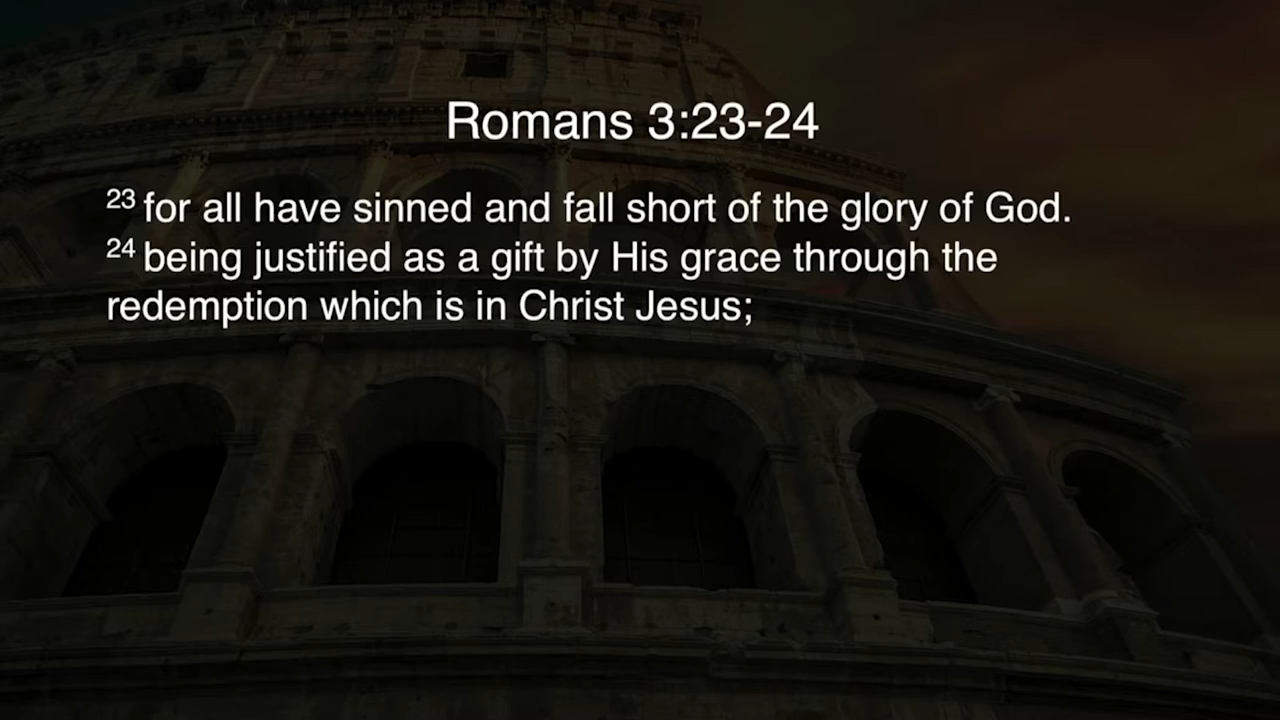 Romans 3:23-24
23 for all have sinned and fall short of the glory of God.
24 being justified as a gift by His grace through the
redemption which is in Christ Jesus;